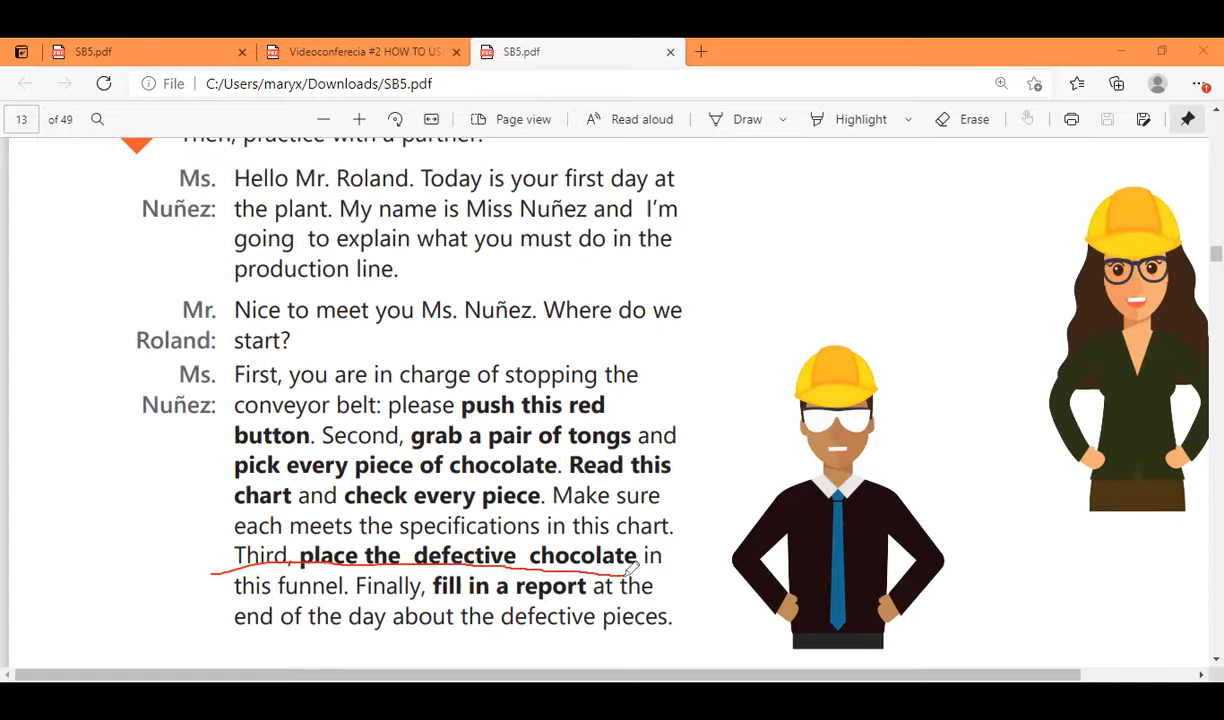 SB5.pdf
Videoconferecia #2 HOW TO US
SB5.pdf
File C:/Users/maryx/Downloads/SB5.pdf
13 of 49
Page view
Read aloud
Draw
Highlight
Erase
Then, practice with a partner.
Ms. Hello Mr. Roland. Today is your first day at
Nuñez: the plant. My name is Miss Nuñez and I'm
going to explain what you must do in the
production line.
Mr. Nice to meet you Ms. Nuñez. Where do we
Roland: start?
Ms. First, you are in charge of stopping the
Nuñez: conveyor belt: please push this red
button. Second, grab a pair of tongs and
pick every piece of chocolate. Read this
chart and check every piece. Make sure
each meets the specifications in this chart.
Third, place the defective chocolate in
this funnel. Finally, fill in a report at the
end of the day about the defective pieces.